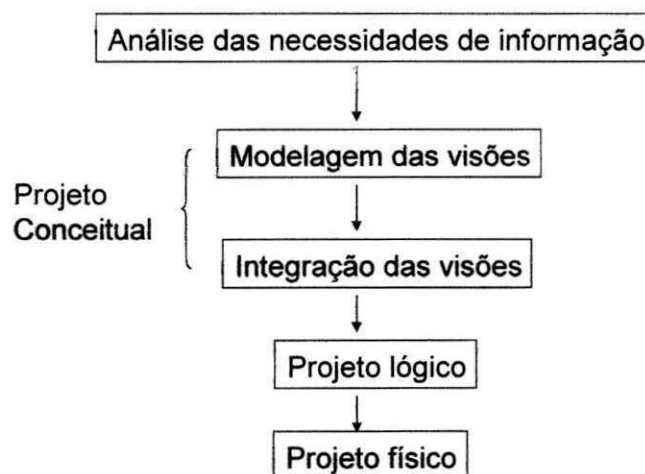 Análise das necessidades de informação
Modelagem das visões
Projeto
Conceitual
Integração das visões
Projeto lógico
Projeto físico